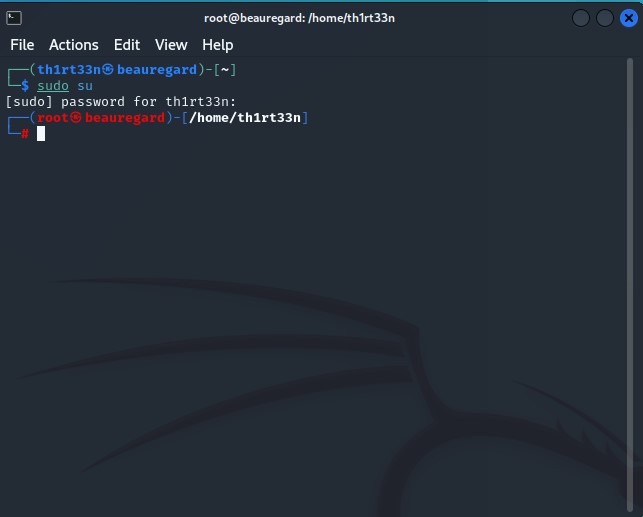 root@beauregard: /home/th1rt33n
File Actions Edit View Help
┌──(th1rt33n㉿beauregard)-[~]
└─$ sudo su
[sudo] password for th1rt33n:
┌──(root㉿beauregard)-[/home/th1rt33n]
└─#